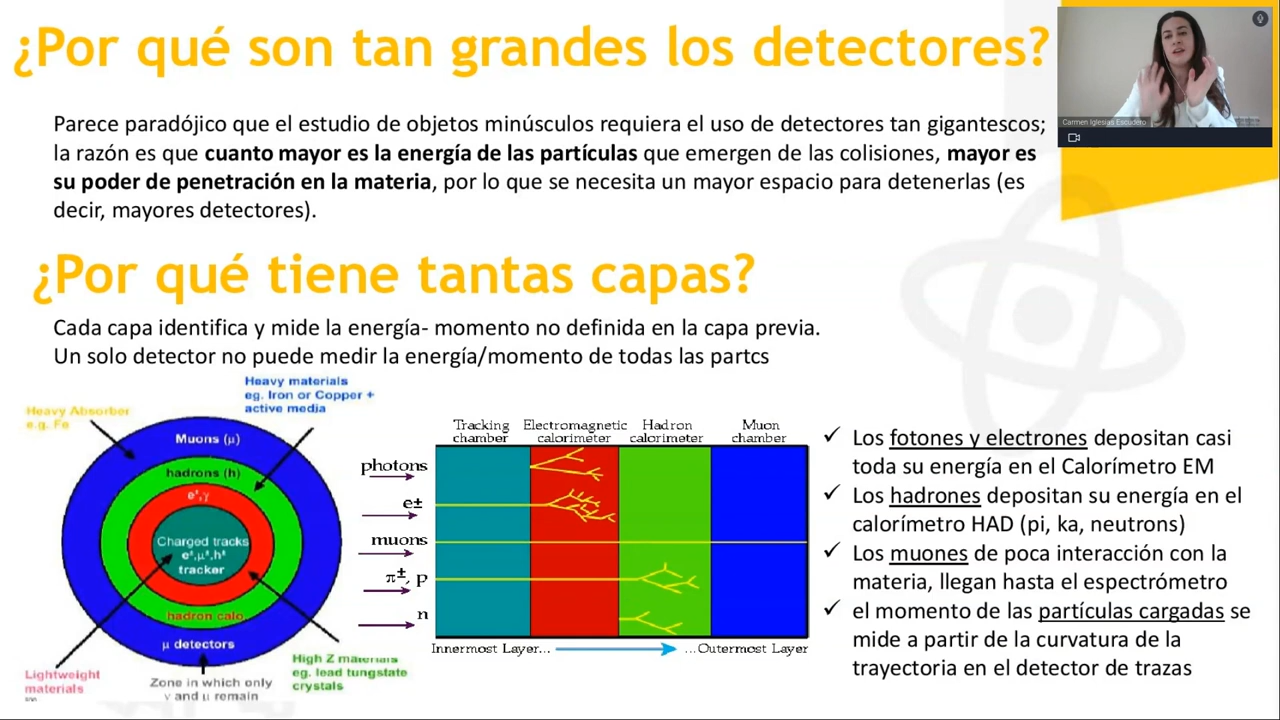 ¿Por qué son tan grandes los detectores?
Carmen Iglesias Escudero
Parece paradójico que el estudio de objetos minúsculos requiera el uso de detectores tan gigantescos;
la razón es que cuanto mayor es la energía de las partículas que emergen de las colisiones, mayor es
su poder de penetración en la materia, por lo que se necesita un mayor espacio para detenerlas (es
decir, mayores detectores).
¿Por qué tiene tantas capas?
Cada capa identifica y mide la energía- momento no definida en la capa previa.
Un solo detector no puede medir la energía/momento de todas las partcs
Heavy materials
eg. Iron or Copper +
active media
Heavy Absorber
e.g. Fe
Muons (μ)
hadrons (h)
e±,γ
Charged tracks
e±,μ±,h±
tracker
hadron calo.
μ detectors
Lightweight
materials
Zone in which only
ν and μ remain
High Z materials
eg. lead tungstate
crystals
Tracking
chamber
Electromagnetic
calorimeter
Hadron
calorimeter
Muon
chamber
photons
e±
muons
π±, p
n
Innermost Layer...
...Outermost Layer
✓ Los fotones y electrones depositan casi
toda su energía en el Calorímetro EM
✓ Los hadrones depositan su energía en el
calorímetro HAD (pi, ka, neutrons)
✓ Los muones de poca interacción con la
materia, llegan hasta el espectrómetro
✓ el momento de las partículas cargadas se
mide a partir de la curvatura de la
trayectoria en el detector de trazas